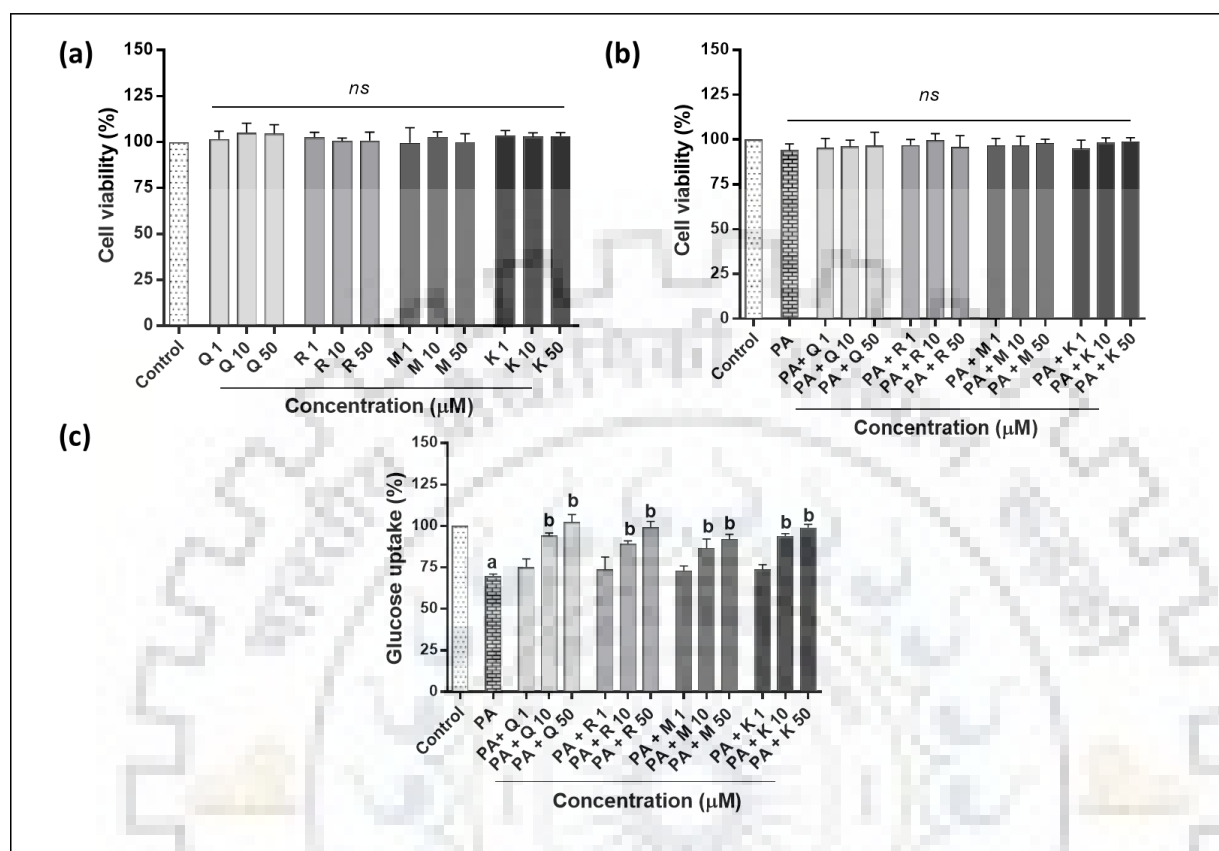 (a)
150
125
100
75
50
25
0
Cell viability (%)
ns
Control
Q 1
Q 10
Q 50
R 1
R 10
R 50
M 1
M 10
M 50
K 1
K 10
K 50
Concentration (μM)
(b)
150
125
100
75
50
25
0
Cell viability (%)
ns
Control
PA
PA+ Q 1
PA + Q 10
PA + Q 50
PA + R 1
PA + R 10
PA + R 50
PA + M 1
PA + M 10
PA + M 50
PA + K 1
PA + K 10
PA + K 50
Concentration (μM)
(c)
150
125
100
75
50
25
0
Glucose uptake (%)
a
b
b
b
b
b
b
b
b
Control
PA
PA+ Q 1
PA + Q 10
PA + Q 50
PA + R 1
PA + R 10
PA + R 50
PA + M 1
PA + M 10
PA + M 50
PA + K 1
PA + K 10
PA + K 50
Concentration (μM)